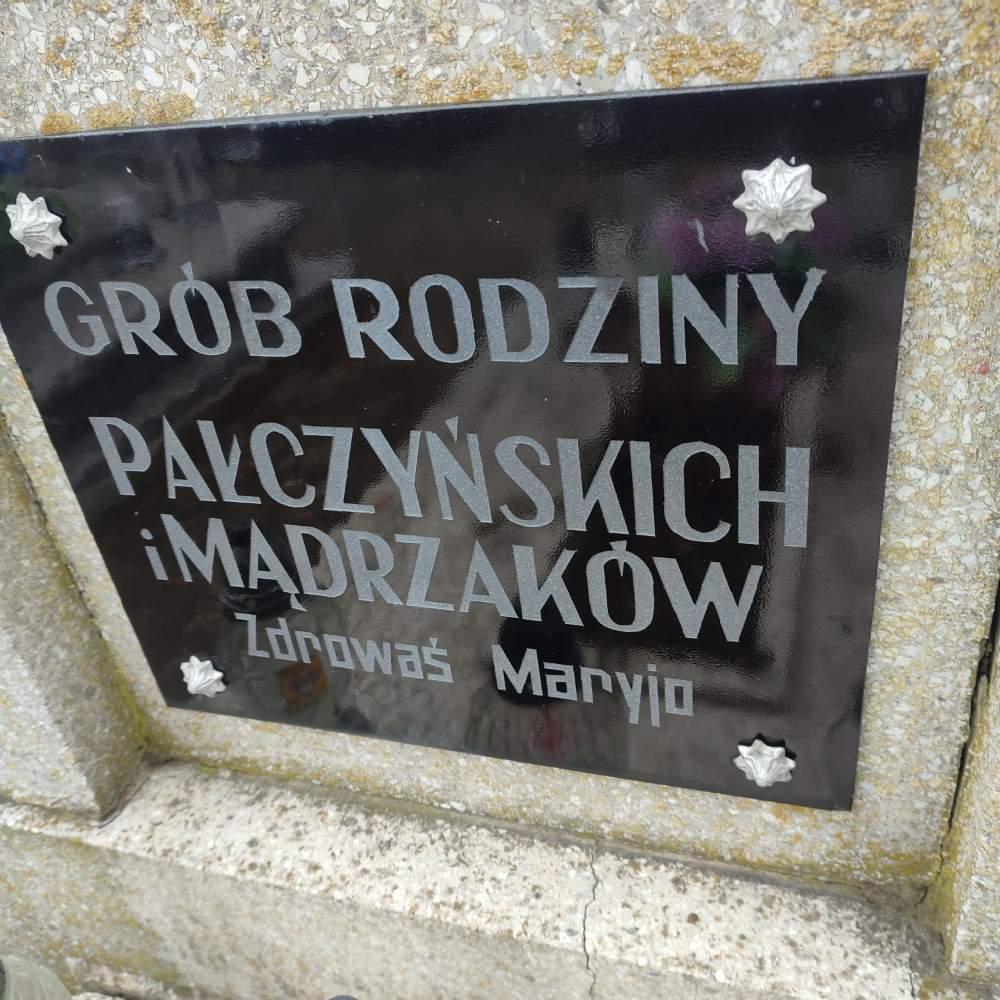 GRÓB RODZINY
PAŁCZYŃSKICH
i MĄDRZAKÓW
Zdrowaś Maryjo